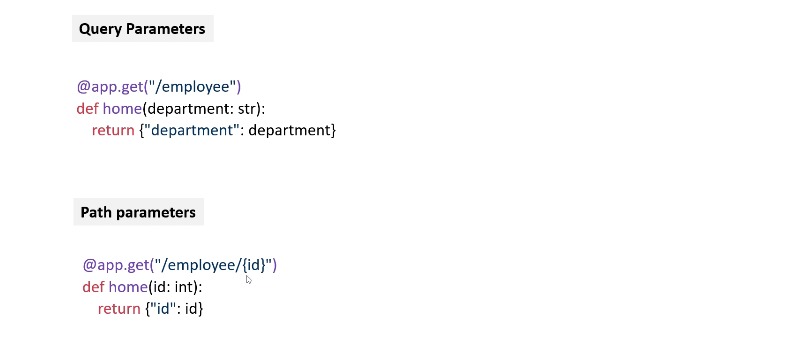 Query Parameters
@app.get("/employee")
def home(department: str):
return {"department": department}
Path parameters
@app.get("/employee/{id}")
def home(id: int):
return {"id": id}